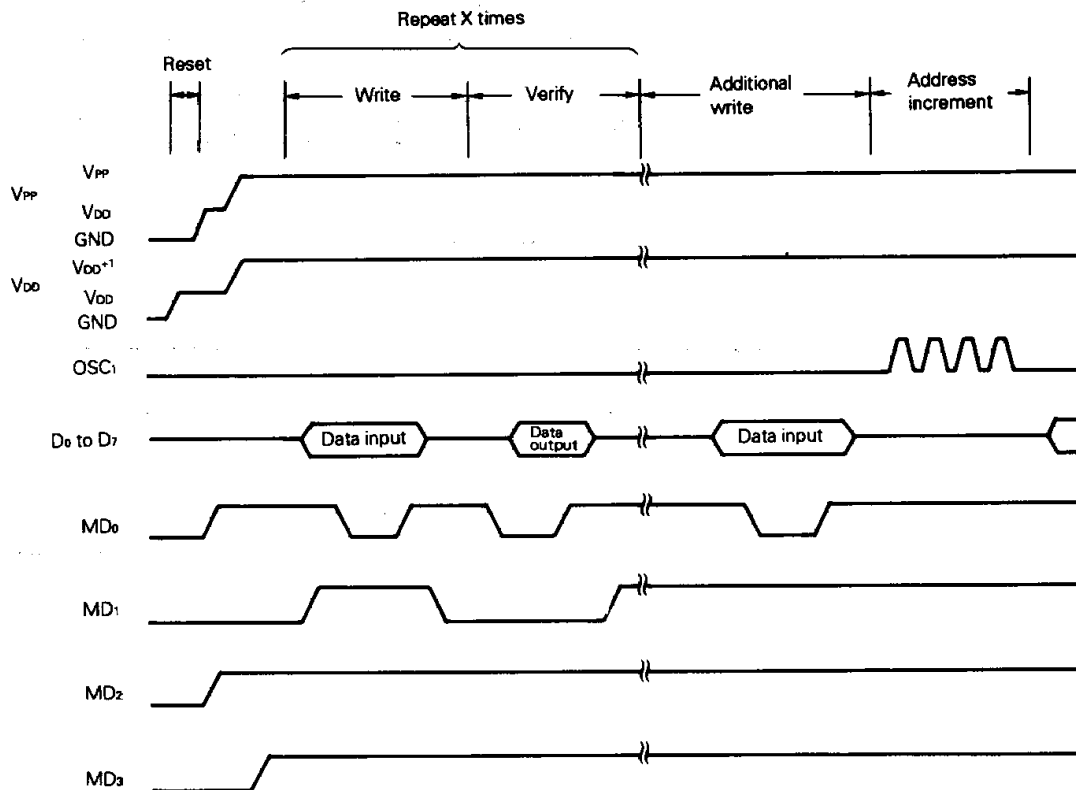 Repeat X times
Reset
Write
Verify
Additional
write
Address
increment
VPP
VPP
VDD
GND
VDD
VDD+1
VDD
GND
OSC1
D0 to D7
Data input
Data
output
Data input
MD0
MD1
MD2
MD3